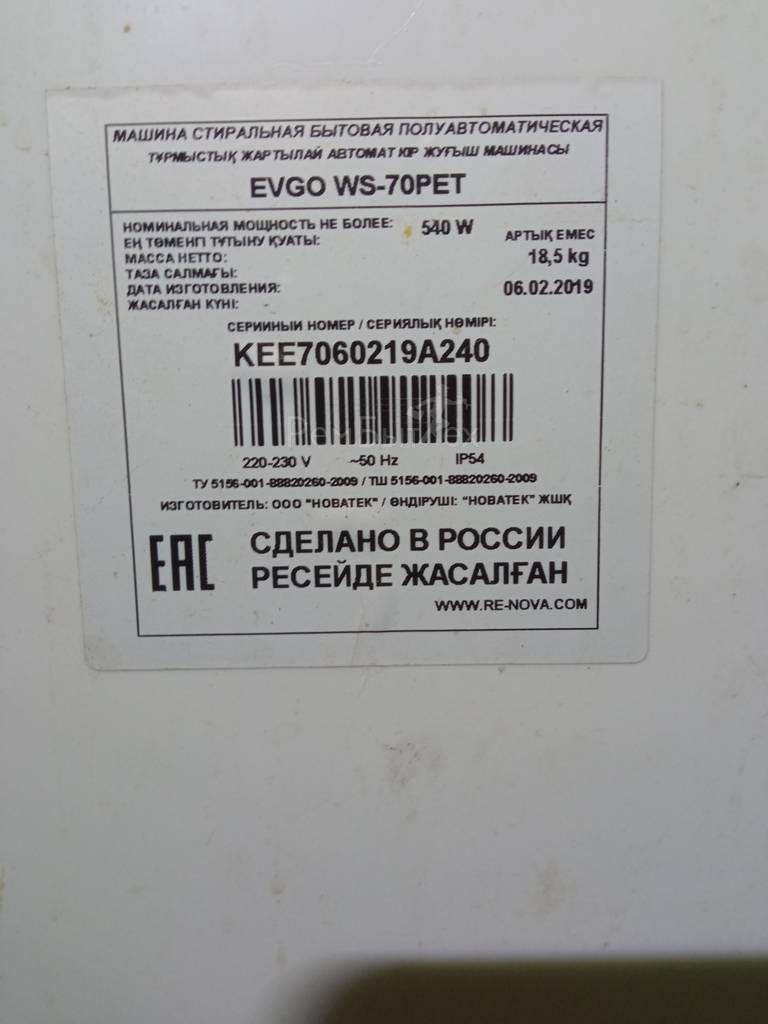 МАШИНА СТИРАЛЬНАЯ БЫТОВАЯ ПОЛУАВТОМАТИЧЕСКАЯ
ТҰРМЫСТЫҚ ЖАРТЫЛАЙ АВТОМАТ КІР ЖУҒЫШ МАШИНАСЫ
EVGO WS-70PET
НОМИНАЛЬНАЯ МОЩНОСТЬ НЕ БОЛЕЕ: 540 W
ЕҢ ТӨМЕНГІ ТҰТЫНУ ҚУАТЫ: АРТЫҚ ЕМЕС
МАССА НЕТТО: 18,5 kg
ТАЗА САЛМАҒЫ:
ДАТА ИЗГОТОВЛЕНИЯ: 06.02.2019
ЖАСАЛҒАН КҮНІ:
СЕРИЙНЫЙ НОМЕР / СЕРИЯЛЫҚ НӨМІРІ:
KEE7060219A240
РемБытТех
220-230 V ~50 Hz IP54
ТУ 5156-001-88820260-2009 / ТШ 5156-001-88820260-2009
ИЗГОТОВИТЕЛЬ: ООО "НОВАТЕК" / ӨНДІРУШІ: "НОВАТЕК" ЖШҚ
EAC СДЕЛАНО В РОССИИ
РЕСЕЙДЕ ЖАСАЛҒАН
WWW.RE-NOVA.COM